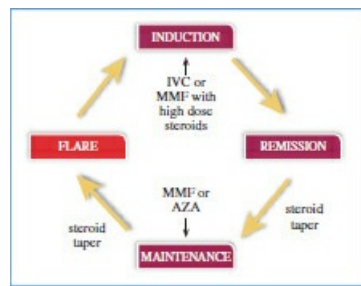 INDUCTION
IVC or
MMF with
high dose
steroids
FLARE
REMISSION
MMF or
AZA
steroid
taper
steroid
taper
MAINTENANCE